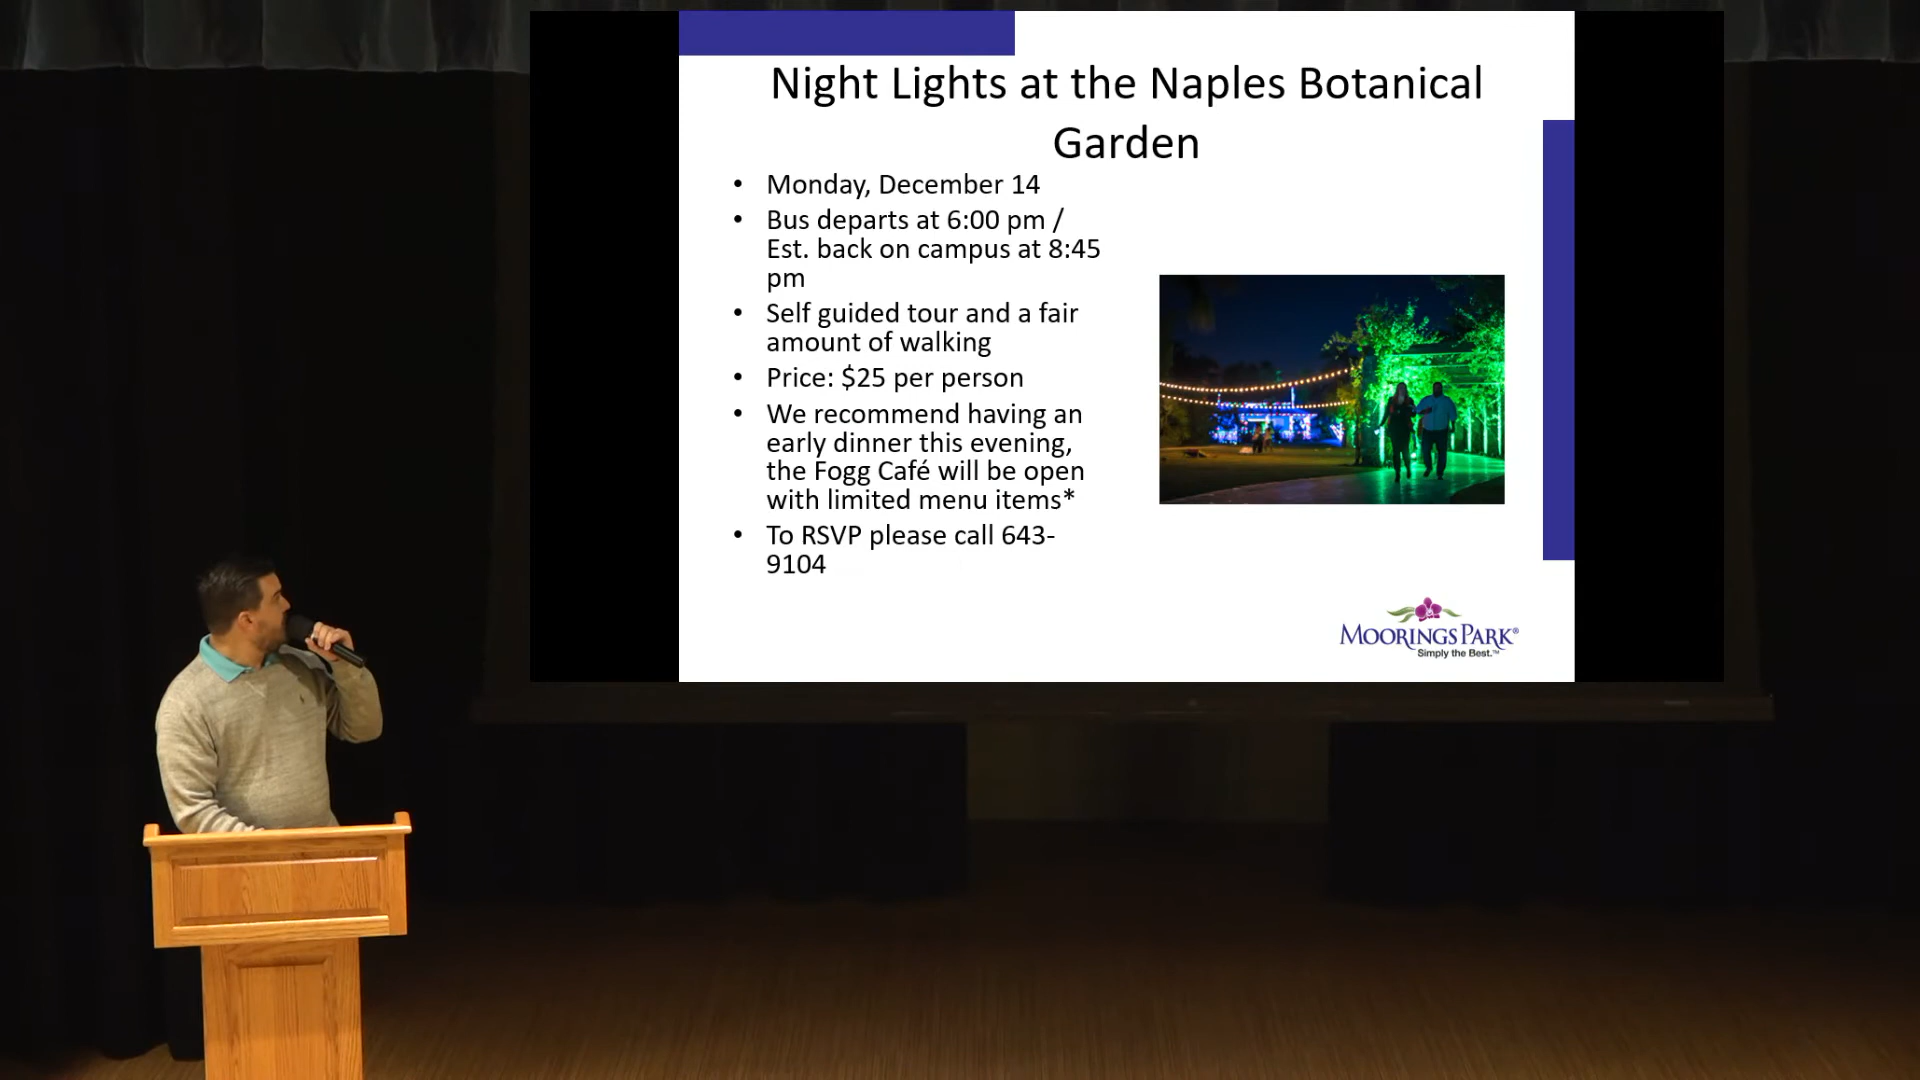 Night Lights at the Naples Botanical
Garden
• Monday, December 14
• Bus departs at 6:00 pm /
Est. back on campus at 8:45
pm
• Self guided tour and a fair
amount of walking
• Price: $25 per person
• We recommend having an
early dinner this evening,
the Fogg Café will be open
with limited menu items*
• To RSVP please call 643-
9104
MOORINGS PARK®
Simply the Best.™